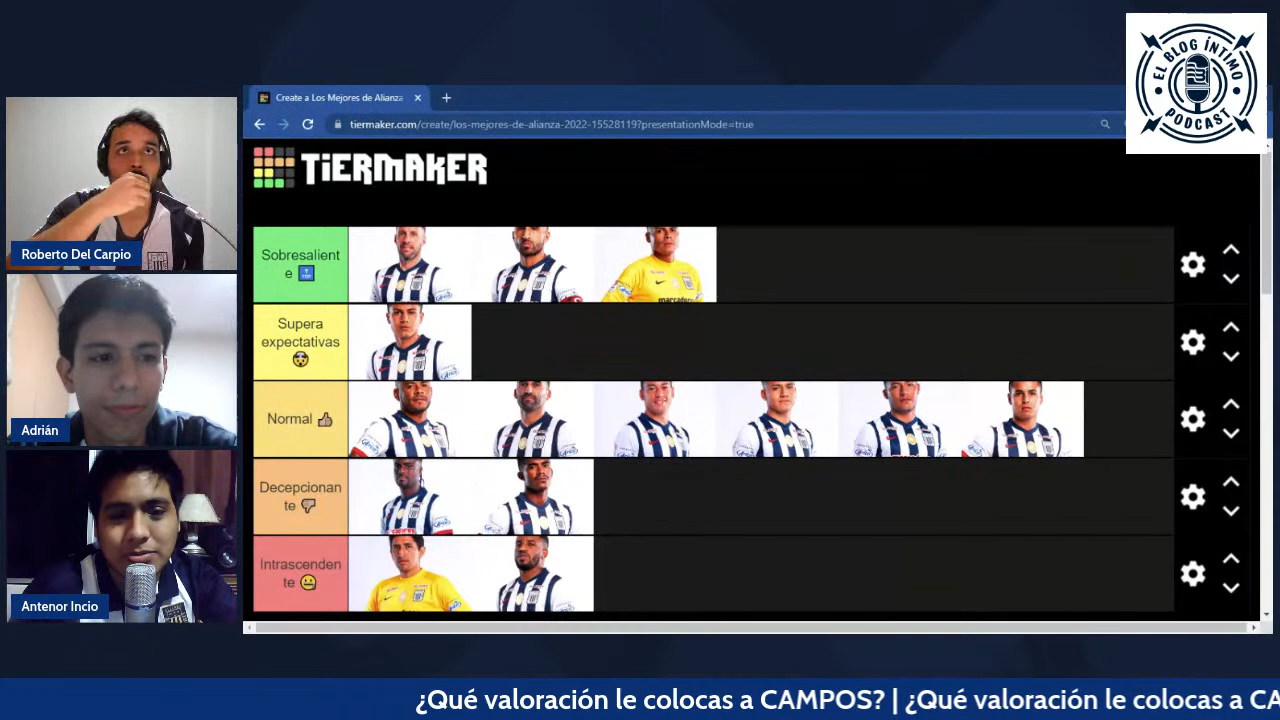 EL BLOG ÍNTIMO
PODCAST
Create a Los Mejores de Alianza
tiermaker.com/create/los-mejores-de-alianza-2022-15528119?presentationMode=true
TiERMAKER
Roberto Del Carpio
Adrián
Antenor Incio
Sobresalient
e
Supera
expectativas
Normal
Decepcionan
te
Intrascenden
te
¿Qué valoración le colocas a CAMPOS? | ¿Qué valoración le colocas a CA